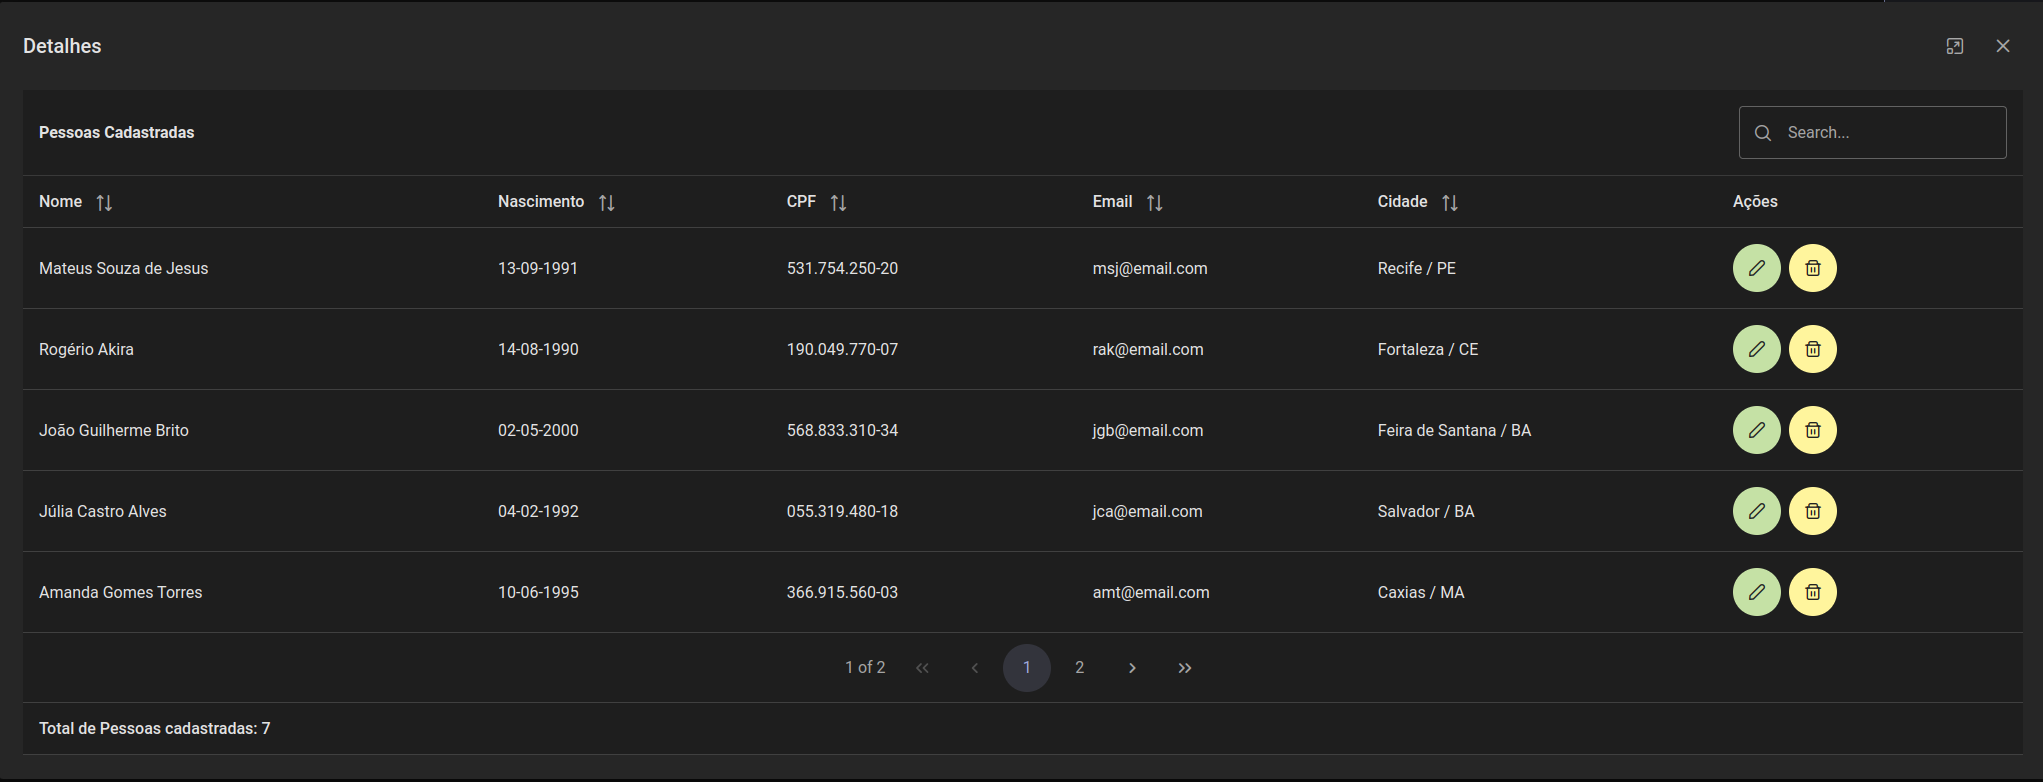 Detalhes
Pessoas Cadastradas
Search...
Nome Nascimento CPF Email Cidade Ações
Mateus Souza de Jesus 13-09-1991 531.754.250-20 msj@email.com Recife / PE
Rogério Akira 14-08-1990 190.049.770-07 rak@email.com Fortaleza / CE
João Guilherme Brito 02-05-2000 568.833.310-34 jgb@email.com Feira de Santana / BA
Júlia Castro Alves 04-02-1992 055.319.480-18 jca@email.com Salvador / BA
Amanda Gomes Torres 10-06-1995 366.915.560-03 amt@email.com Caxias / MA
1 of 2 « ‹ 1 2 › »
Total de Pessoas cadastradas: 7